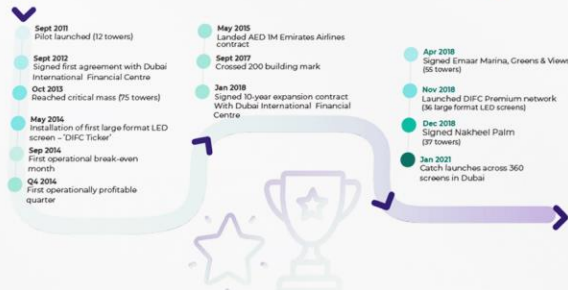 Sept 2011
Pilot launched (12 towers)
Sept 2012
Signed first agreement with Dubai
International Financial Centre
Oct 2013
Reached critical mass (75 towers)
May 2014
Installation of first large format LED
screen – 'DIFC Ticker'
Sep 2014
First operational break-even
month
Q4 2014
First operationally profitable
quarter
May 2015
Landed AED 1M Emirates Airlines
contract
Sept 2017
Crossed 200 building mark
Jan 2018
Signed 10-year expansion contract
With Dubai International Financial
Centre
Apr 2018
Signed Emaar Marina, Greens & Views
(55 towers)
Nov 2018
Launched DIFC Premium network
(36 large format LED screens)
Dec 2018
Signed Nakheel Palm
(37 towers)
Jan 2021
Catch launches across 360
screens in Dubai